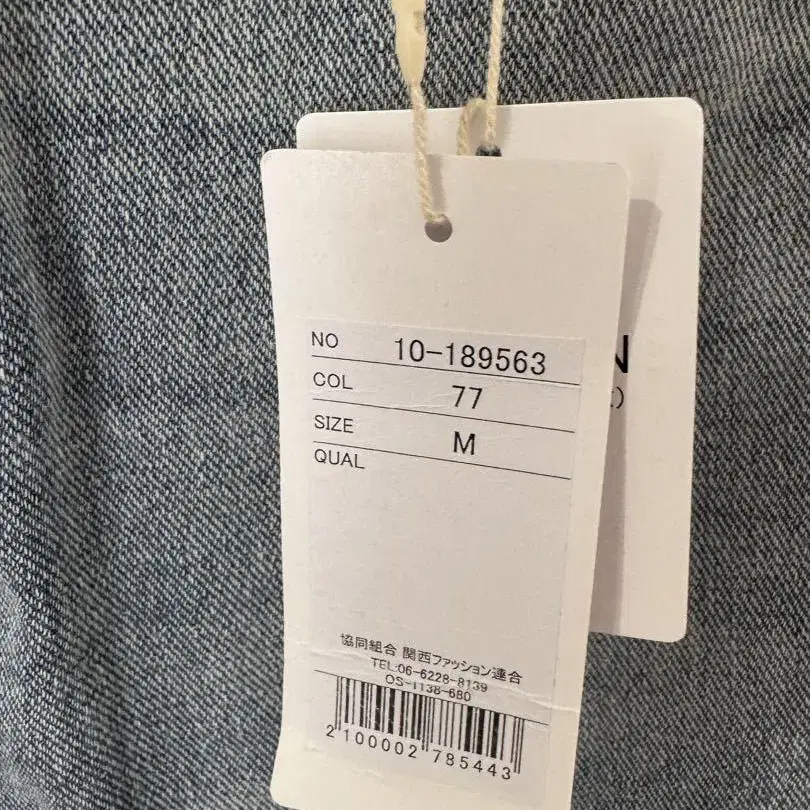 NO 10-189563
COL 77
SIZE M
QUAL
協同組合 関西ファッション連合
TEL:06-6228-8139
OS-1138-680
2100002785443
N